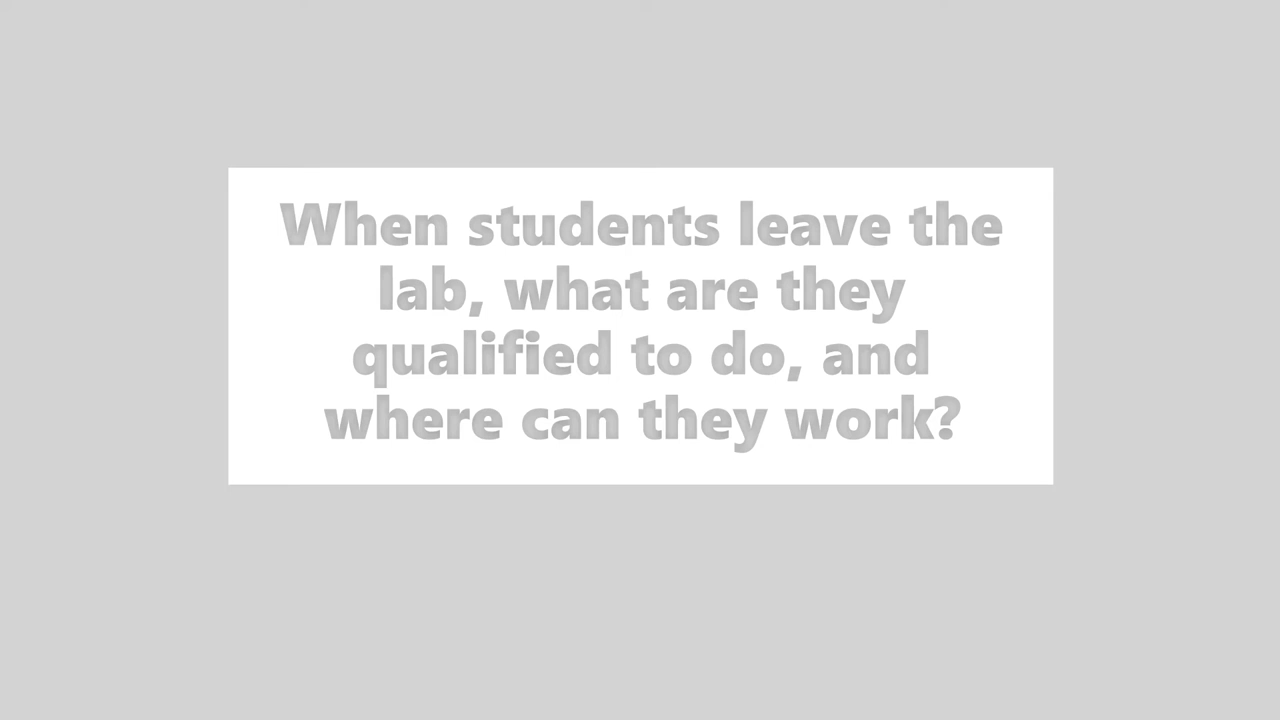 When students leave the
lab, what are they
qualified to do, and
where can they work?